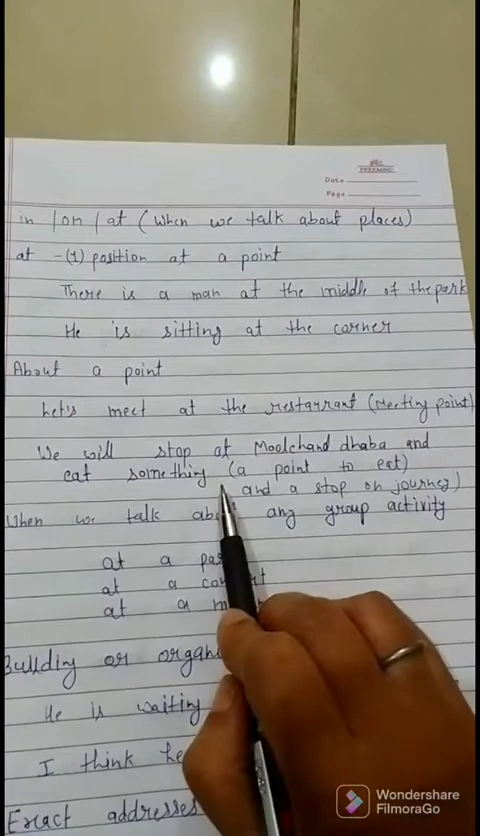 Date
Page
in / on / at (When we talk about places)
at - (1) position at a point
There is a man at the middle of the park
He is sitting at the corner
About a point
Let's meet at the restaurant (Meeting point)
We will stop at Moolchand dhaba and
eat something (a point to eat)
and a stop on journey)
When we talk any group activity
at a
at a
at a
Building or
He is waiting
I think he
Exact addresses
Wondershare
FilmoraGo